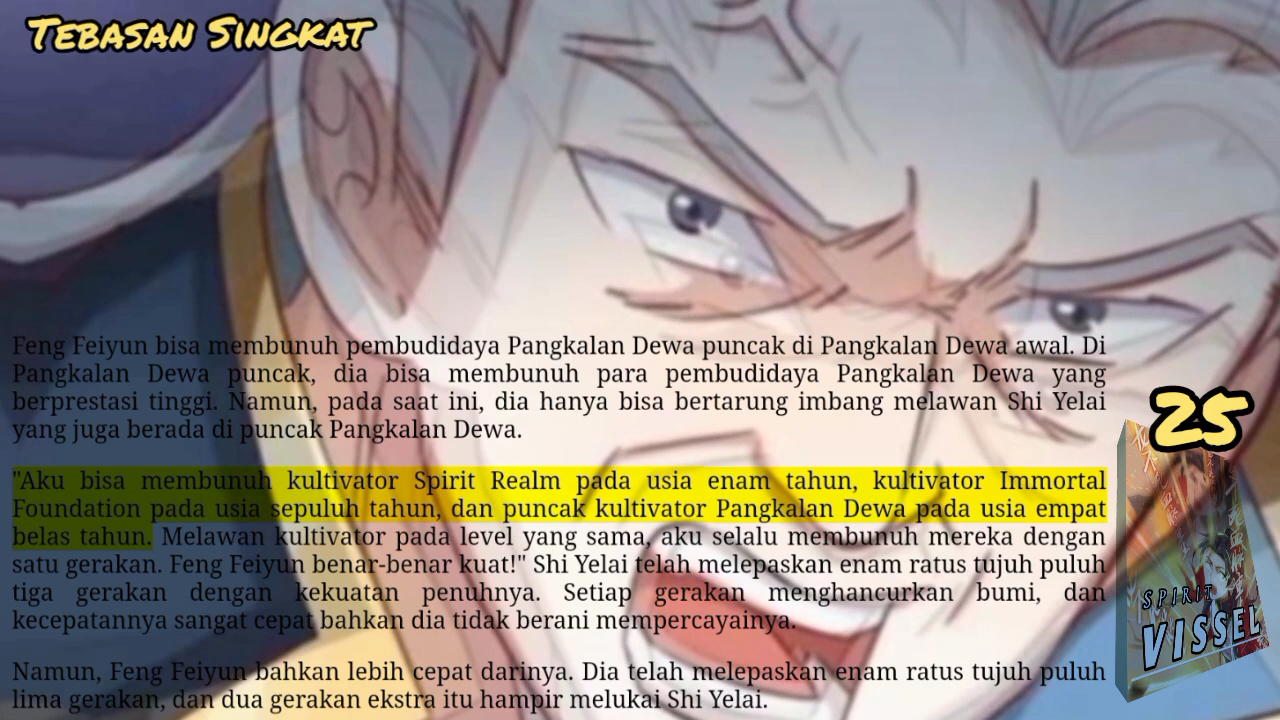 TEBASAN SINGKAT
Feng Feiyun bisa membunuh pembudidaya Pangkalan Dewa puncak di Pangkalan Dewa awal. Di
Pangkalan Dewa puncak, dia bisa membunuh para pembudidaya Pangkalan Dewa yang
berprestasi tinggi. Namun, pada saat ini, dia hanya bisa bertarung imbang melawan Shi Yelai
yang juga berada di puncak Pangkalan Dewa.
"Aku bisa membunuh kultivator Spirit Realm pada usia enam tahun, kultivator Immortal
Foundation pada usia sepuluh tahun, dan puncak kultivator Pangkalan Dewa pada usia empat
belas tahun. Melawan kultivator pada level yang sama, aku selalu membunuh mereka dengan
satu gerakan. Feng Feiyun benar-benar kuat!" Shi Yelai telah melepaskan enam ratus tujuh puluh
tiga gerakan dengan kekuatan penuhnya. Setiap gerakan menghancurkan bumi, dan
kecepatannya sangat cepat bahkan dia tidak berani mempercayainya.
Namun, Feng Feiyun bahkan lebih cepat darinya. Dia telah melepaskan enam ratus tujuh puluh
lima gerakan, dan dua gerakan ekstra itu hampir melukai Shi Yelai.
25
SPIRIT
VISSEL